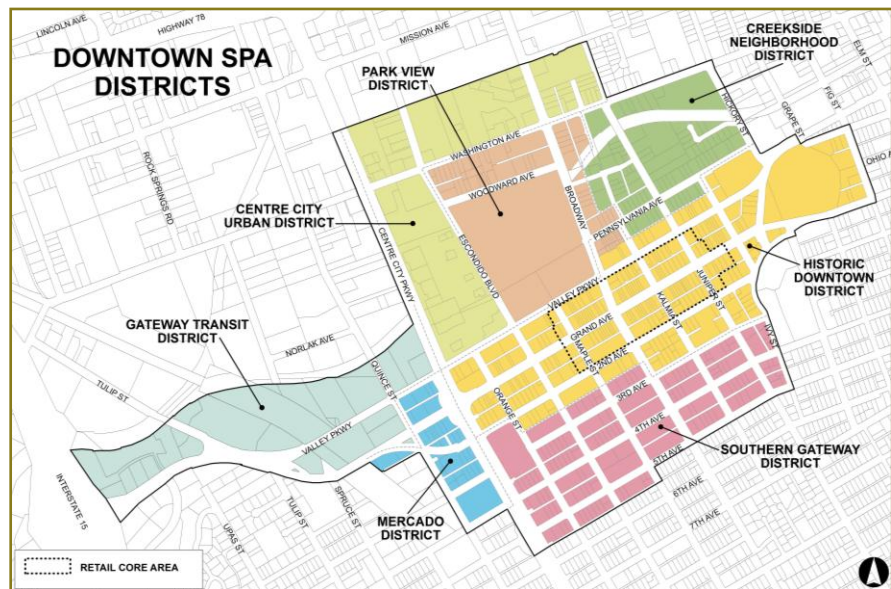 LINCOLN AVE
HIGHWAY 78
MISSION AVE
DOWNTOWN SPA
DISTRICTS
CREEKSIDE
NEIGHBORHOOD
DISTRICT
PARK VIEW
DISTRICT
ELM ST
FIG ST
GRAPE ST
HICKORY ST
OHIO A
WASHINGTON AVE
WOODWARD AVE
BROADWAY
PENNSYLVANIA AVE
ROCK SPRINGS RD
CENTRE CITY
URBAN DISTRICT
CENTRE CITY PKWY
ESCONDIDO BLVD
HISTORIC
DOWNTOWN
DISTRICT
VALLEY PKWY
GRAND AVE
JUNIPER ST
KALMIA ST
MAPLE ST
2ND AVE
IVY ST
GATEWAY TRANSIT
DISTRICT
NORLAK AVE
QUINCE ST
TULIP ST
ORANGE ST
3RD AVE
4TH AVE
5TH AVE
6TH AVE
7TH AVE
VALLEY PKWY
SOUTHERN GATEWAY
DISTRICT
INTERSTATE 15
TULIP ST
SPRUCE ST
UPAS ST
MERCADO
DISTRICT
RETAIL CORE AREA